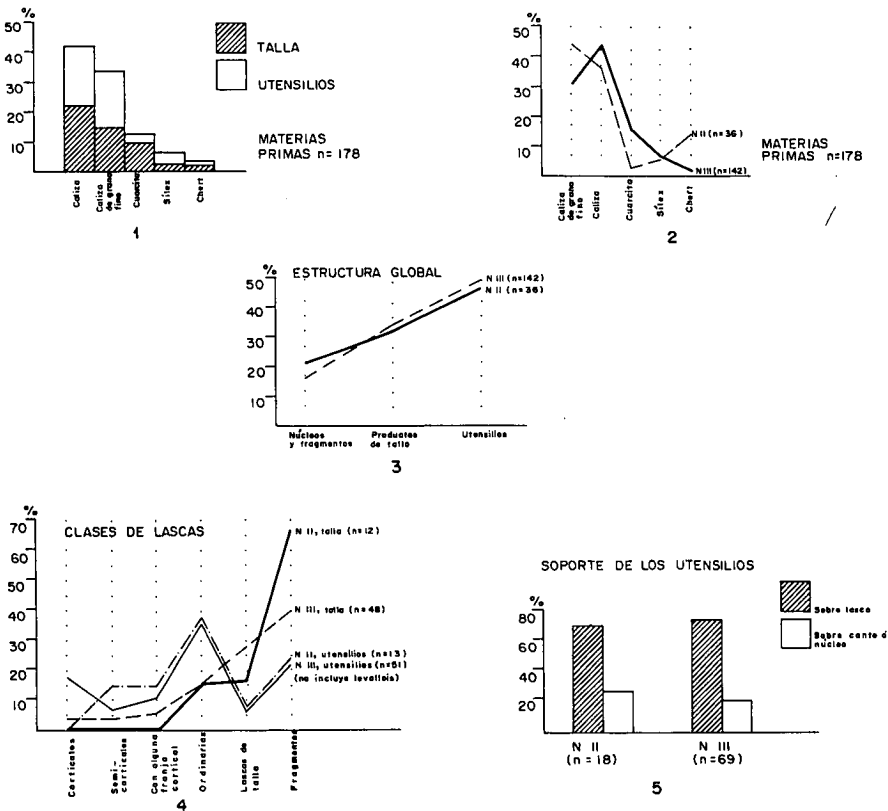 %
50
40
30
20
10
TALLA
UTENSILIOS
MATERIAS
PRIMAS n= 178
Caliza
Caliza
de grano
fino
Cuarcita
Sílex
Chert
1
%
50
40
30
20
10
N II (n=36)
N III (n=142)
MATERIAS
PRIMAS n=178
Caliza
de grano
fino
Caliza
Cuarcita
Sílex
Chert
2
% ESTRUCTURA GLOBAL
50
40
30
20
10
N III (n=142)
N II (n=36)
Núcleos
y fragmentos
Productos
de talla
Utensilios
3
%
CLASES DE LASCAS
70
60
50
40
30
20
10
N II, talla (n=12)
N III, talla (n=48)
N II, utensilios (n=13)
N III, utensilios (n=51)
(no incluye levallois)
Corticales
Semi-
corticales
Con alguna
franja
cortical
Ordinarias
Lascas de
talla
Fragmentos
4
SOPORTE DE LOS UTENSILIOS
%
80
60
40
20
Sobre lasca
Sobre canto ó
núcleo
N II
(n=18)
N III
(n=69)
5